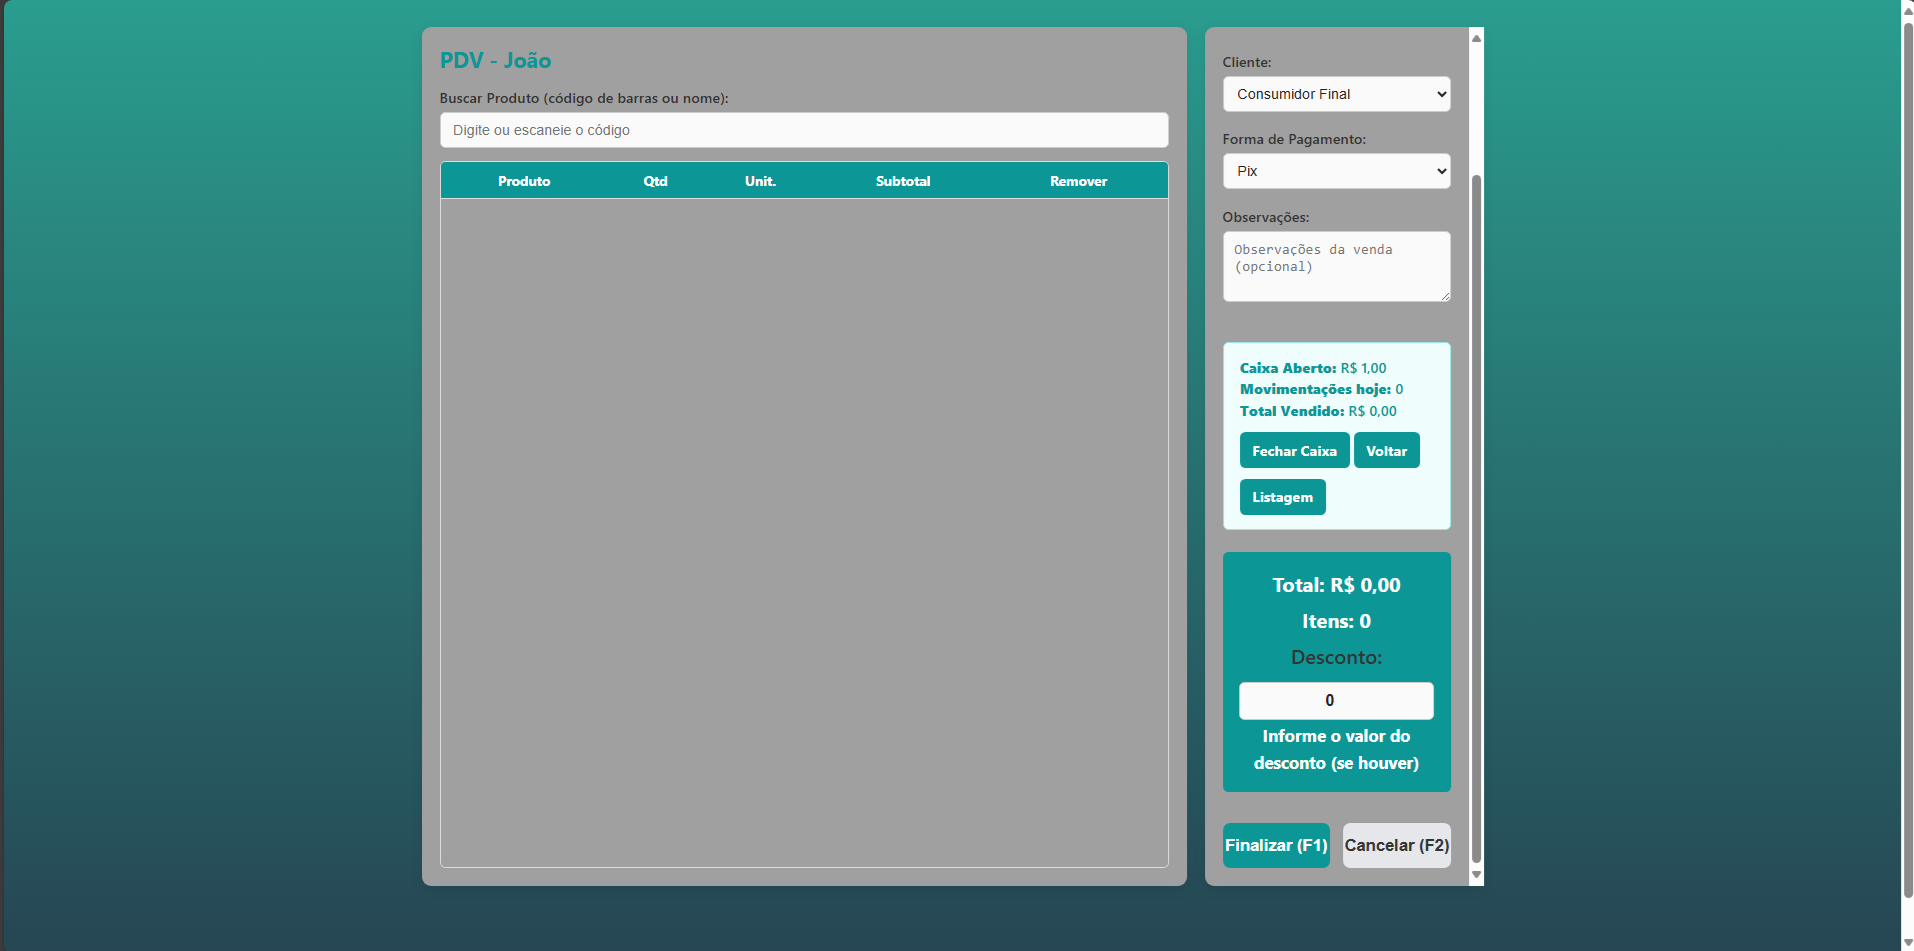 PDV - João
Buscar Produto (código de barras ou nome):
Digite ou escaneie o código
Produto Qtd Unit. Subtotal Remover
Cliente:
Consumidor Final
Forma de Pagamento:
Pix
Observações:
Observações da venda
(opcional)
Caixa Aberto: R$ 1,00
Movimentações hoje: 0
Total Vendido: R$ 0,00
Fechar Caixa Voltar
Listagem
Total: R$ 0,00
Itens: 0
Desconto:
0
Informe o valor do
desconto (se houver)
Finalizar (F1) Cancelar (F2)